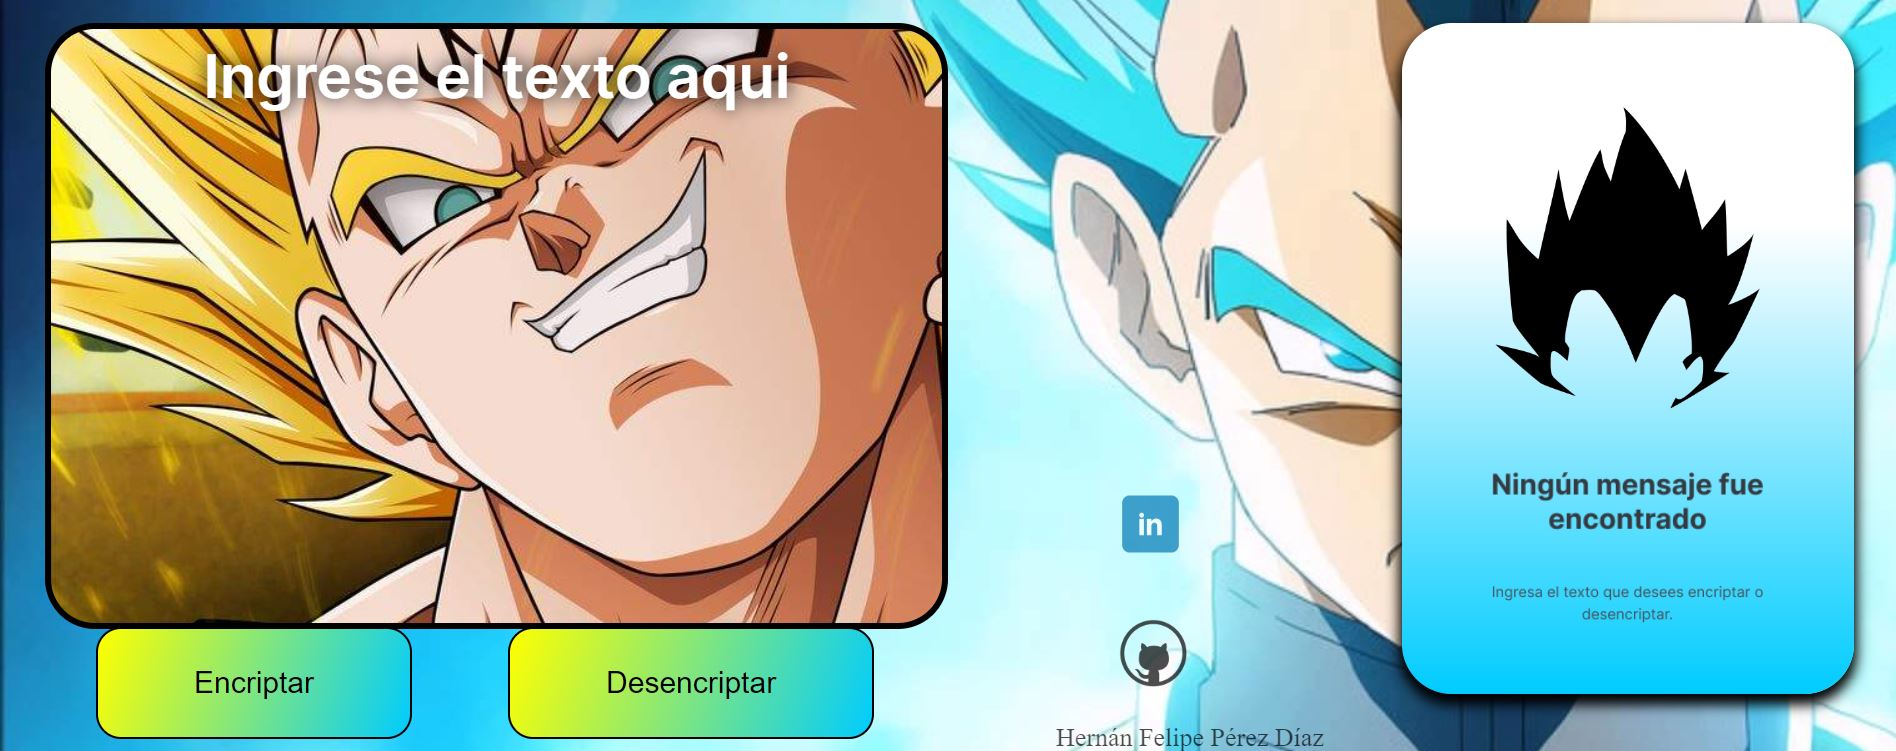 Ingrese el texto aqui
Encriptar
Desencriptar
in
Hernán Felipe Pérez Díaz
Ningún mensaje fue
encontrado
Ingresa el texto que desees encriptar o
desencriptar.